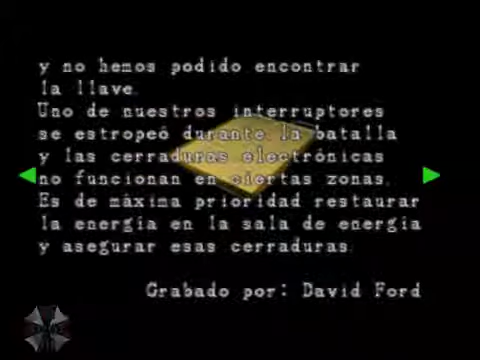 y no hemos podido encontrar
la llave.
Uno de nuestros interruptores
se estropeó durante la batalla
y las cerraduras electrónicas
no funcionan en ciertas zonas.
Es de máxima prioridad restaurar
la energía en la sala de energía
y asegurar esas cerraduras.
Grabado por: David Ford